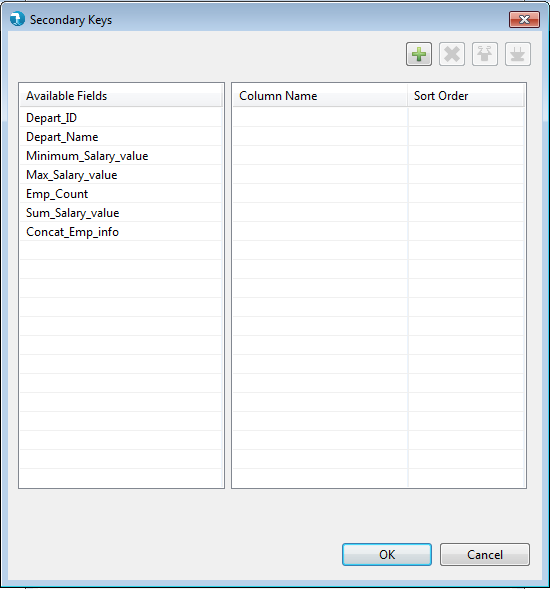 Secondary Keys
Available Fields
Column Name
Sort Order
Depart_ID
Depart_Name
Minimum_Salary_value
Max_Salary_value
Emp_Count
Sum_Salary_value
Concat_Emp_info
OK
Cancel